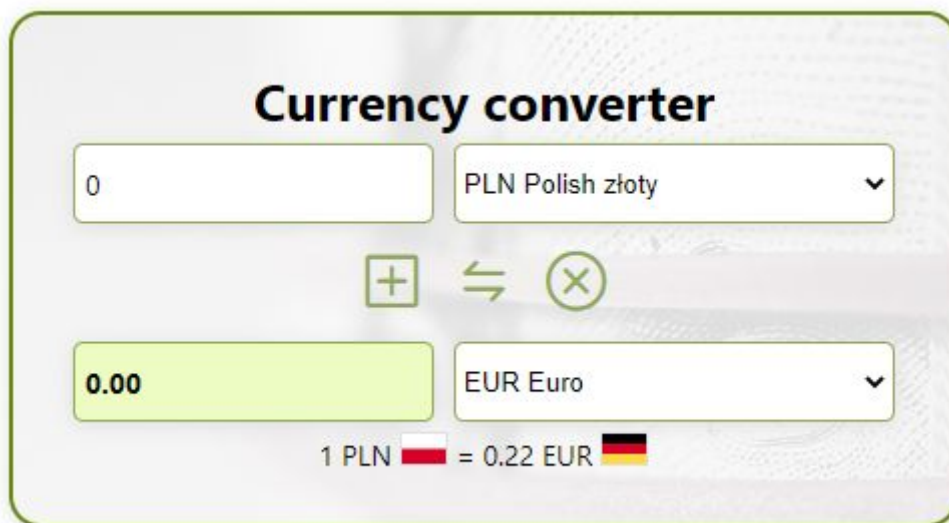 Currency converter
0 PLN Polish złoty
0.00 EUR Euro
1 PLN = 0.22 EUR